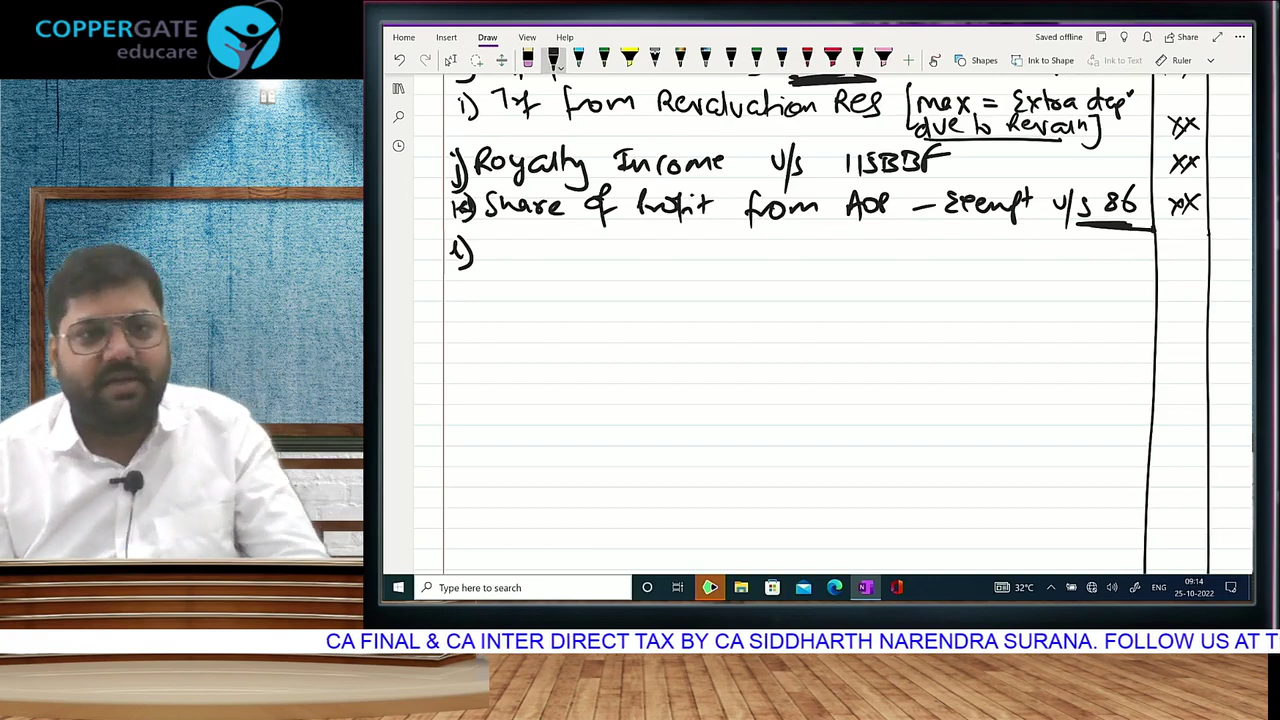 COPPERGATE
educare
Home Insert Draw View Help
Saved offline
Share
Shapes
Ink to Shape
Ink to Text
Ruler
i) Tf from Revaluation Res [max = Extra dep
due to Revaln] xx
j) Royalty Income u/s 115BBF xx
k) Share of Profit from AOP – Exempt u/s 86 xx
l)
Type here to search
32°C
ENG
09:14
25-10-2022
CA FINAL & CA INTER DIRECT TAX BY CA SIDDHARTH NARENDRA SURANA. FOLLOW US AT T